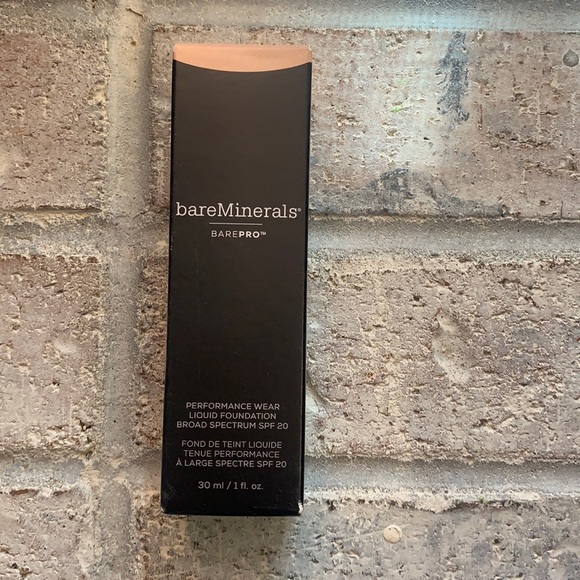 bareMinerals®
BAREPRO™
PERFORMANCE WEAR
LIQUID FOUNDATION
BROAD SPECTRUM SPF 20
FOND DE TEINT LIQUIDE
TENUE PERFORMANCE
À LARGE SPECTRE SPF 20
30 ml / 1 fl. oz.